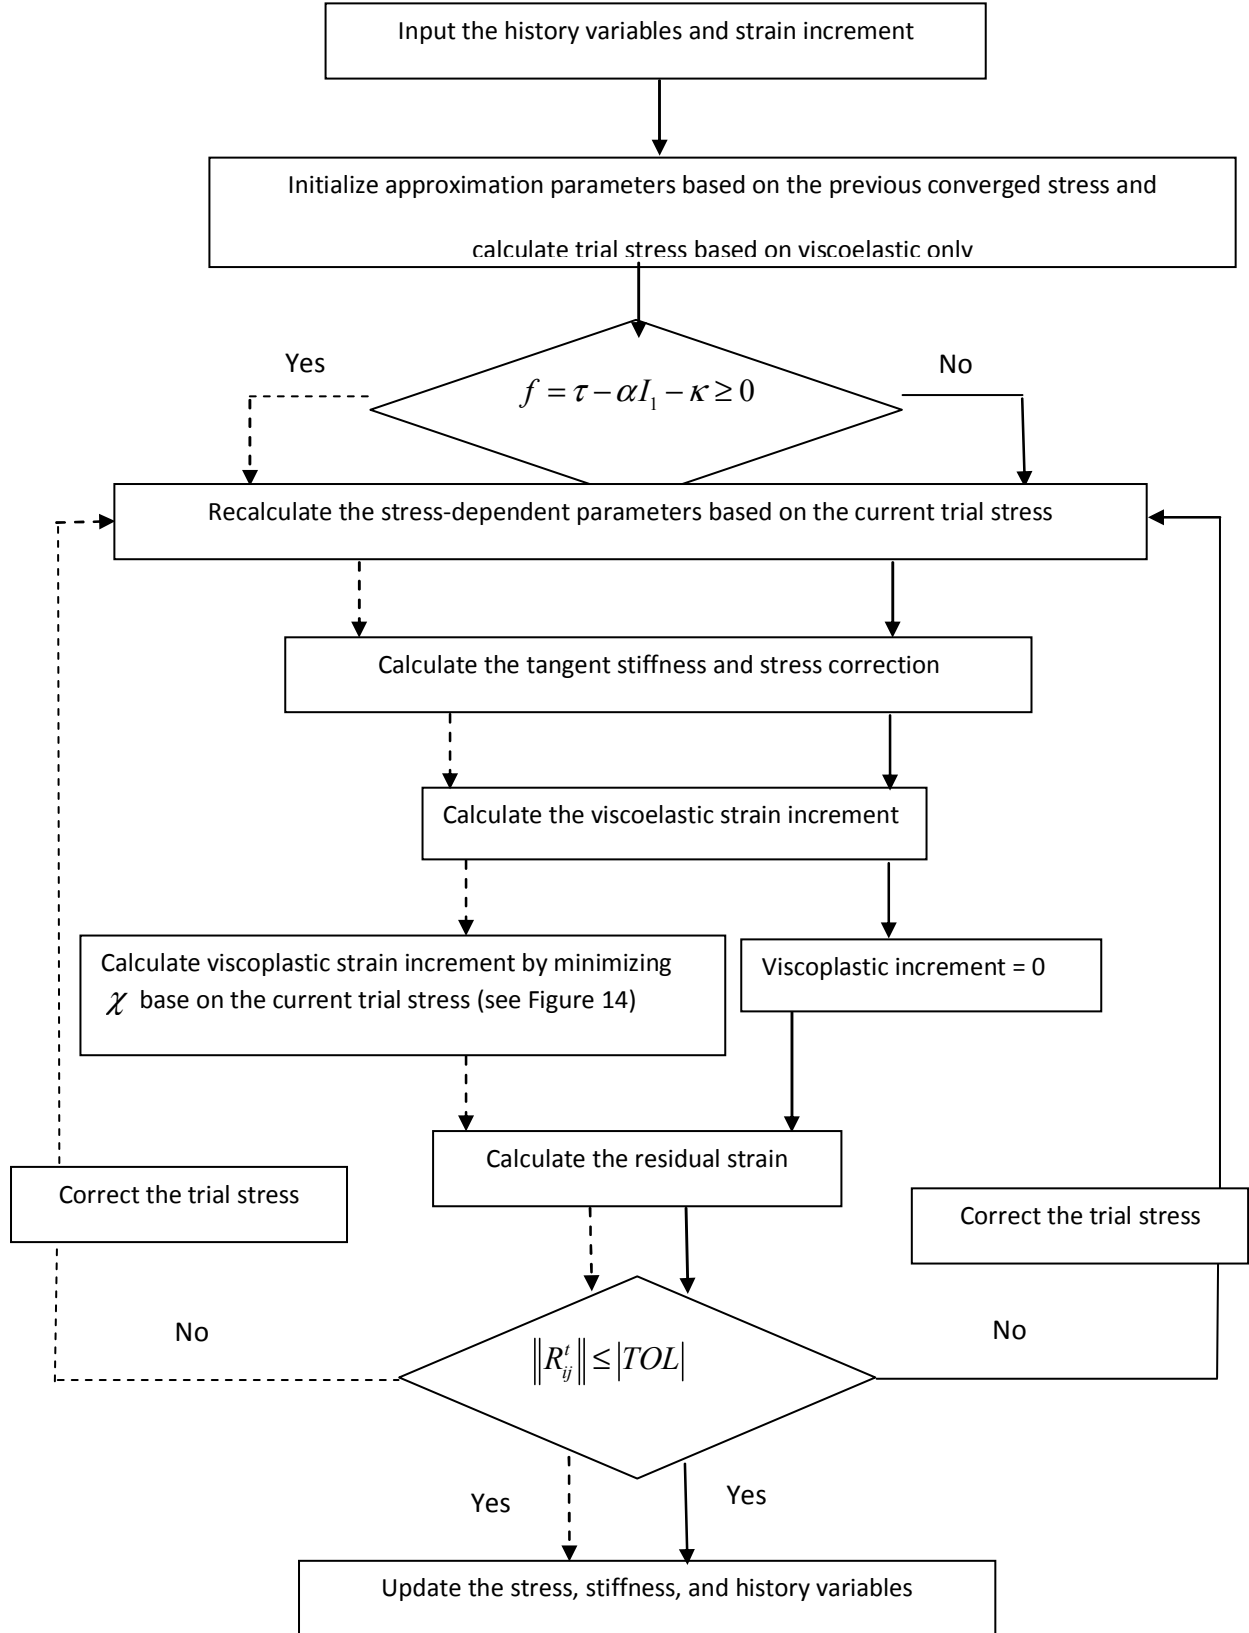 Input the history variables and strain increment
Initialize approximation parameters based on the previous converged stress and
calculate trial stress based on viscoelastic only
Yes
No
f = τ − αI₁ − κ ≥ 0
Recalculate the stress-dependent parameters based on the current trial stress
Calculate the tangent stiffness and stress correction
Calculate the viscoelastic strain increment
Calculate viscoplastic strain increment by minimizing
χ base on the current trial stress (see Figure 14)
Viscoplastic increment = 0
Calculate the residual strain
Correct the trial stress
Correct the trial stress
No
No
‖R_{ij}^t‖ ≤ |TOL|
Yes
Yes
Update the stress, stiffness, and history variables